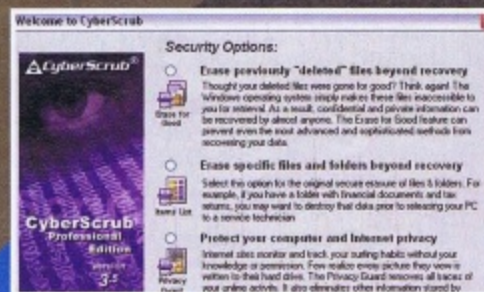 Welcome to CyberScrub
CyberScrub®
Security Options:
Erase previously "deleted" files beyond recovery
Thought your deleted files were gone for good? Think again! The
Windows operating system simply makes these files inaccessible to
you for retrieval. As a result, confidential and private information can
be recovered by almost anyone. The Erase for Good feature can
prevent even the most advanced and sophisticated methods from
recovering your data.
Erase for
Good
Erase specific files and folders beyond recovery
Select this option for the original secure erasure of files & folders. For
example, if you have a folder with financial documents and tax
returns, you may want to destroy that data prior to releasing your PC
to a service technician
Items List
CyberScrub
Professional
Edition
version
3.5
Protect your computer and Internet privacy
Internet sites monitor and track your surfing habits without your
knowledge or permission. Few realize every picture they view is
written to their hard drive. The Privacy Guard removes all traces of
your online activity. It also eliminates other information stored by
Privacy
Guard